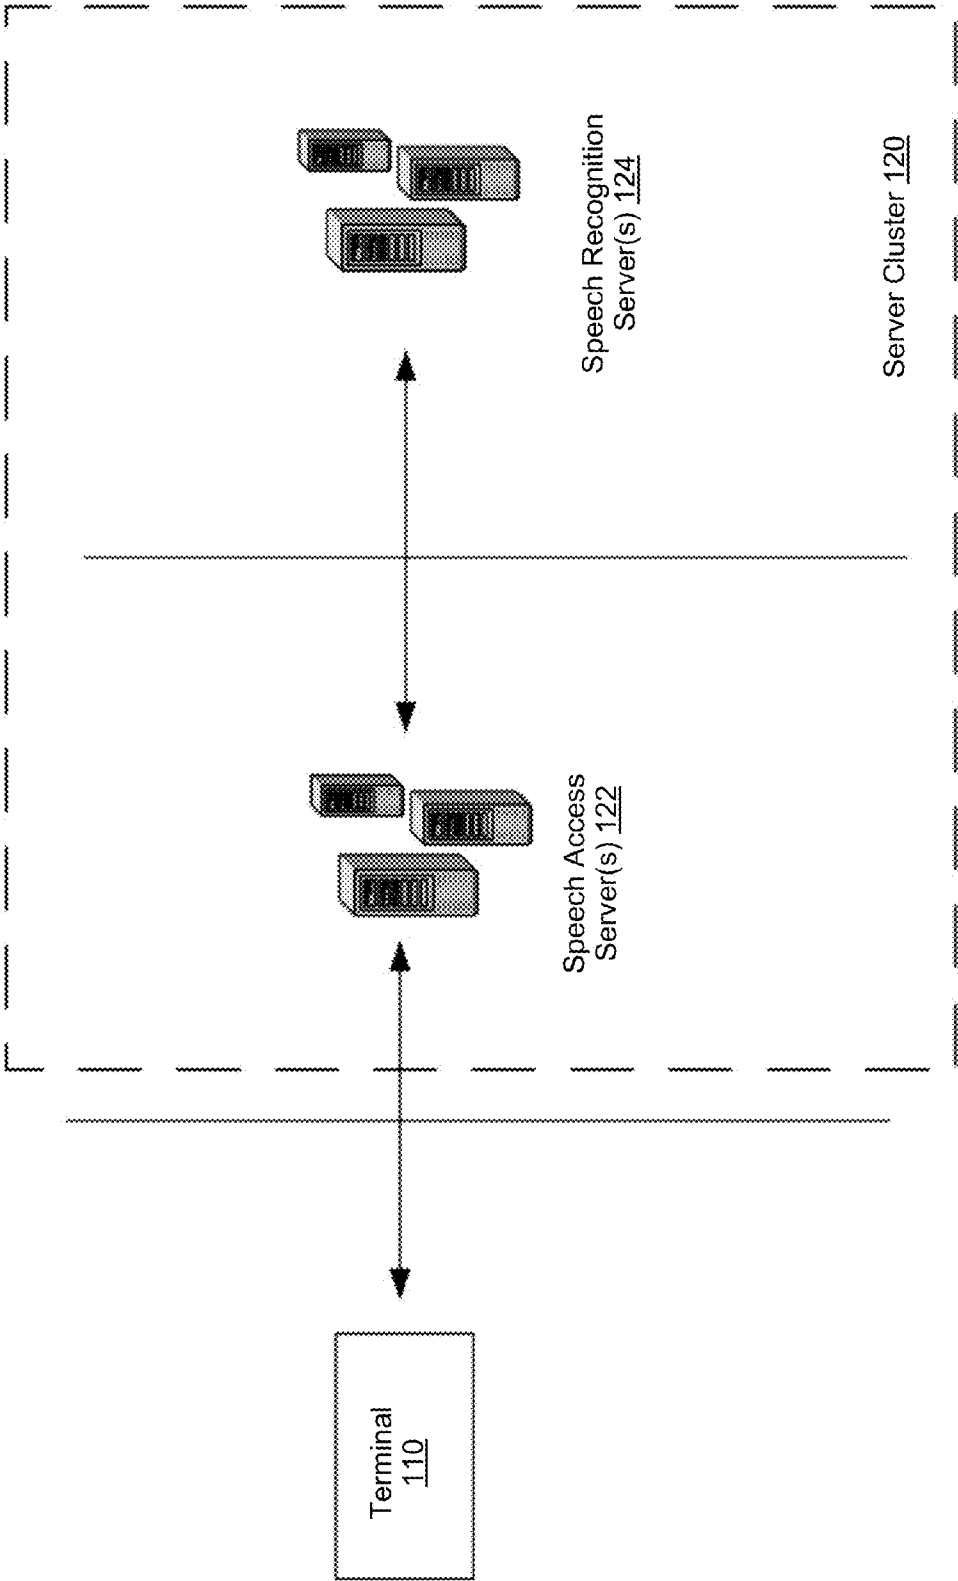 Terminal
110
Speech Access
Server(s) 122
Speech Recognition
Server(s) 124
Server Cluster 120